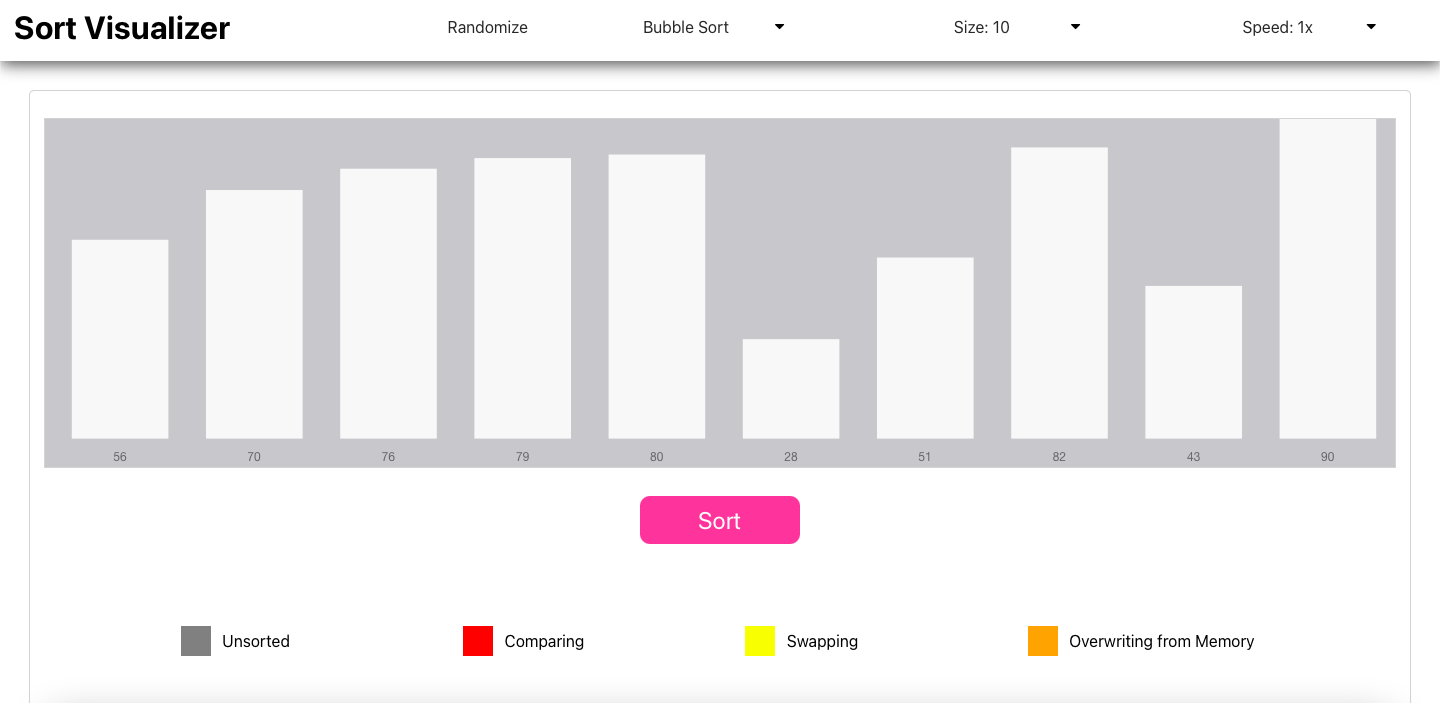 Sort Visualizer Randomize Bubble Sort Size: 10 Speed: 1x
56 70 76 79 80 28 51 82 43 90
Sort
Unsorted Comparing Swapping Overwriting from Memory